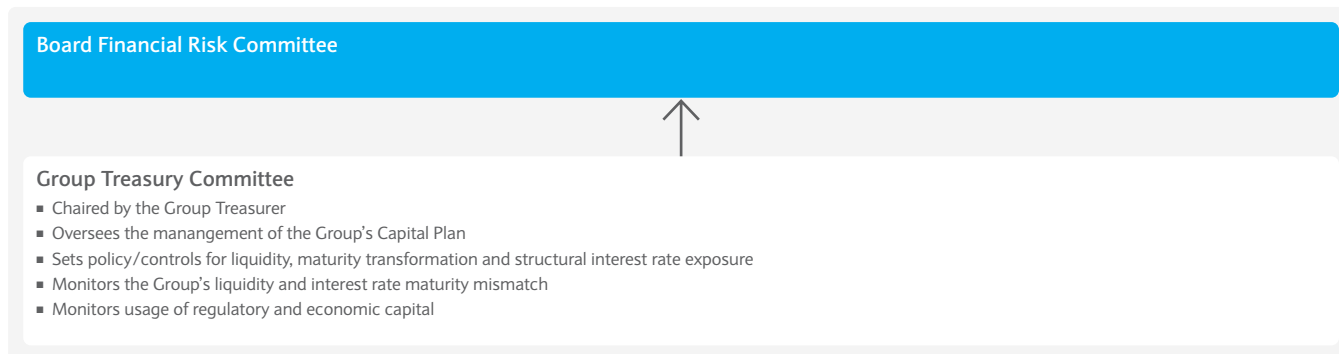 Board Financial Risk Committee
Group Treasury Committee
▪ Chaired by the Group Treasurer
▪ Oversees the manangement of the Group’s Capital Plan
▪ Sets policy/controls for liquidity, maturity transformation and structural interest rate exposure
▪ Monitors the Group’s liquidity and interest rate maturity mismatch
▪ Monitors usage of regulatory and economic capital